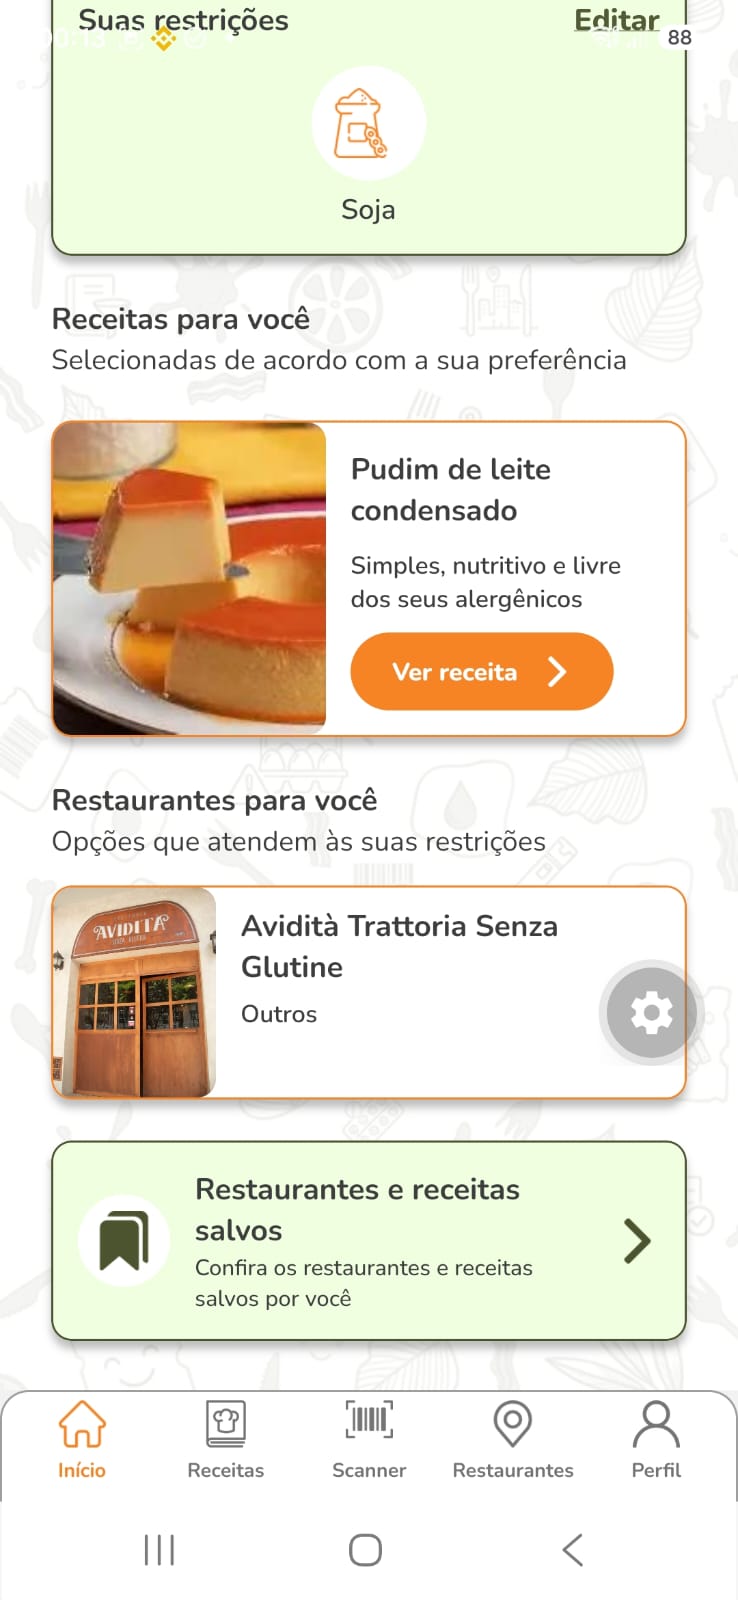 Suas restrições
Editar
88
Soja
Receitas para você
Selecionadas de acordo com a sua preferência
Pudim de leite
condensado
Simples, nutritivo e livre
dos seus alergênicos
Ver receita
Restaurantes para você
Opções que atendem às suas restrições
AVIDITÀ
Avidità Trattoria Senza
Glutine
Outros
Restaurantes e receitas
salvos
Confira os restaurantes e receitas
salvos por você
Início
Receitas
Scanner
Restaurantes
Perfil